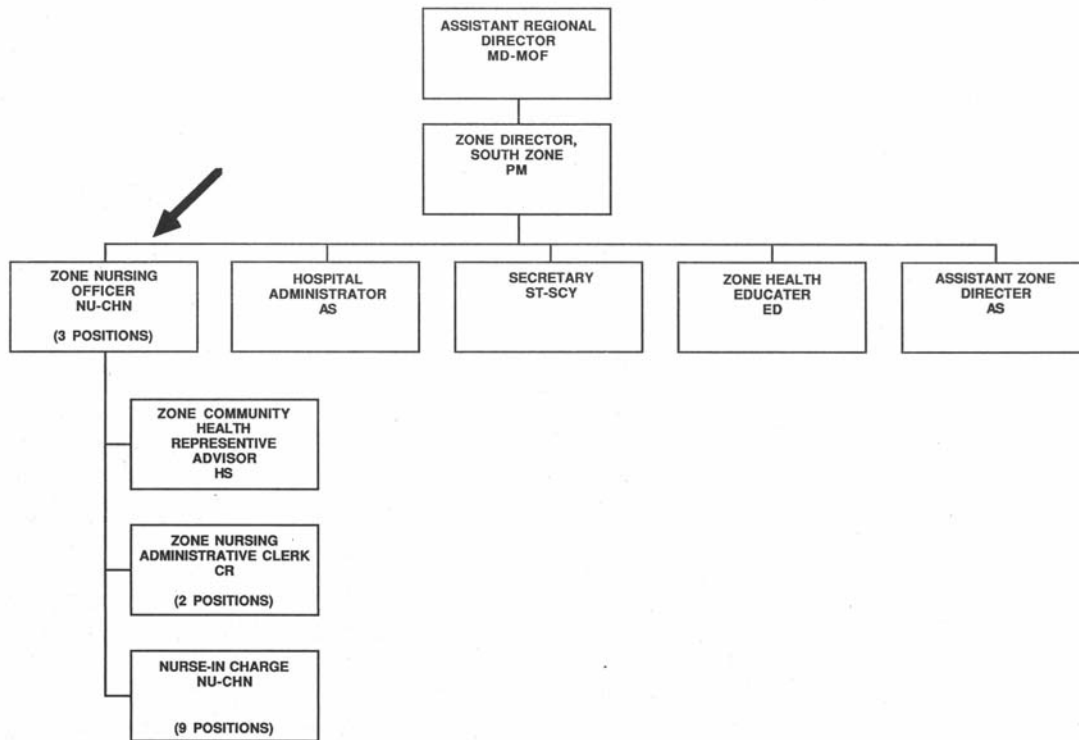 ASSISTANT REGIONAL
DIRECTOR
MD-MOF
ZONE DIRECTOR,
SOUTH ZONE
PM
ZONE NURSING
OFFICER
NU-CHN
(3 POSITIONS)
HOSPITAL
ADMINISTRATOR
AS
SECRETARY
ST-SCY
ZONE HEALTH
EDUCATER
ED
ASSISTANT ZONE
DIRECTER
AS
ZONE COMMUNITY
HEALTH
REPRESENTIVE
ADVISOR
HS
ZONE NURSING
ADMINISTRATIVE CLERK
CR
(2 POSITIONS)
NURSE-IN CHARGE
NU-CHN
(9 POSITIONS)